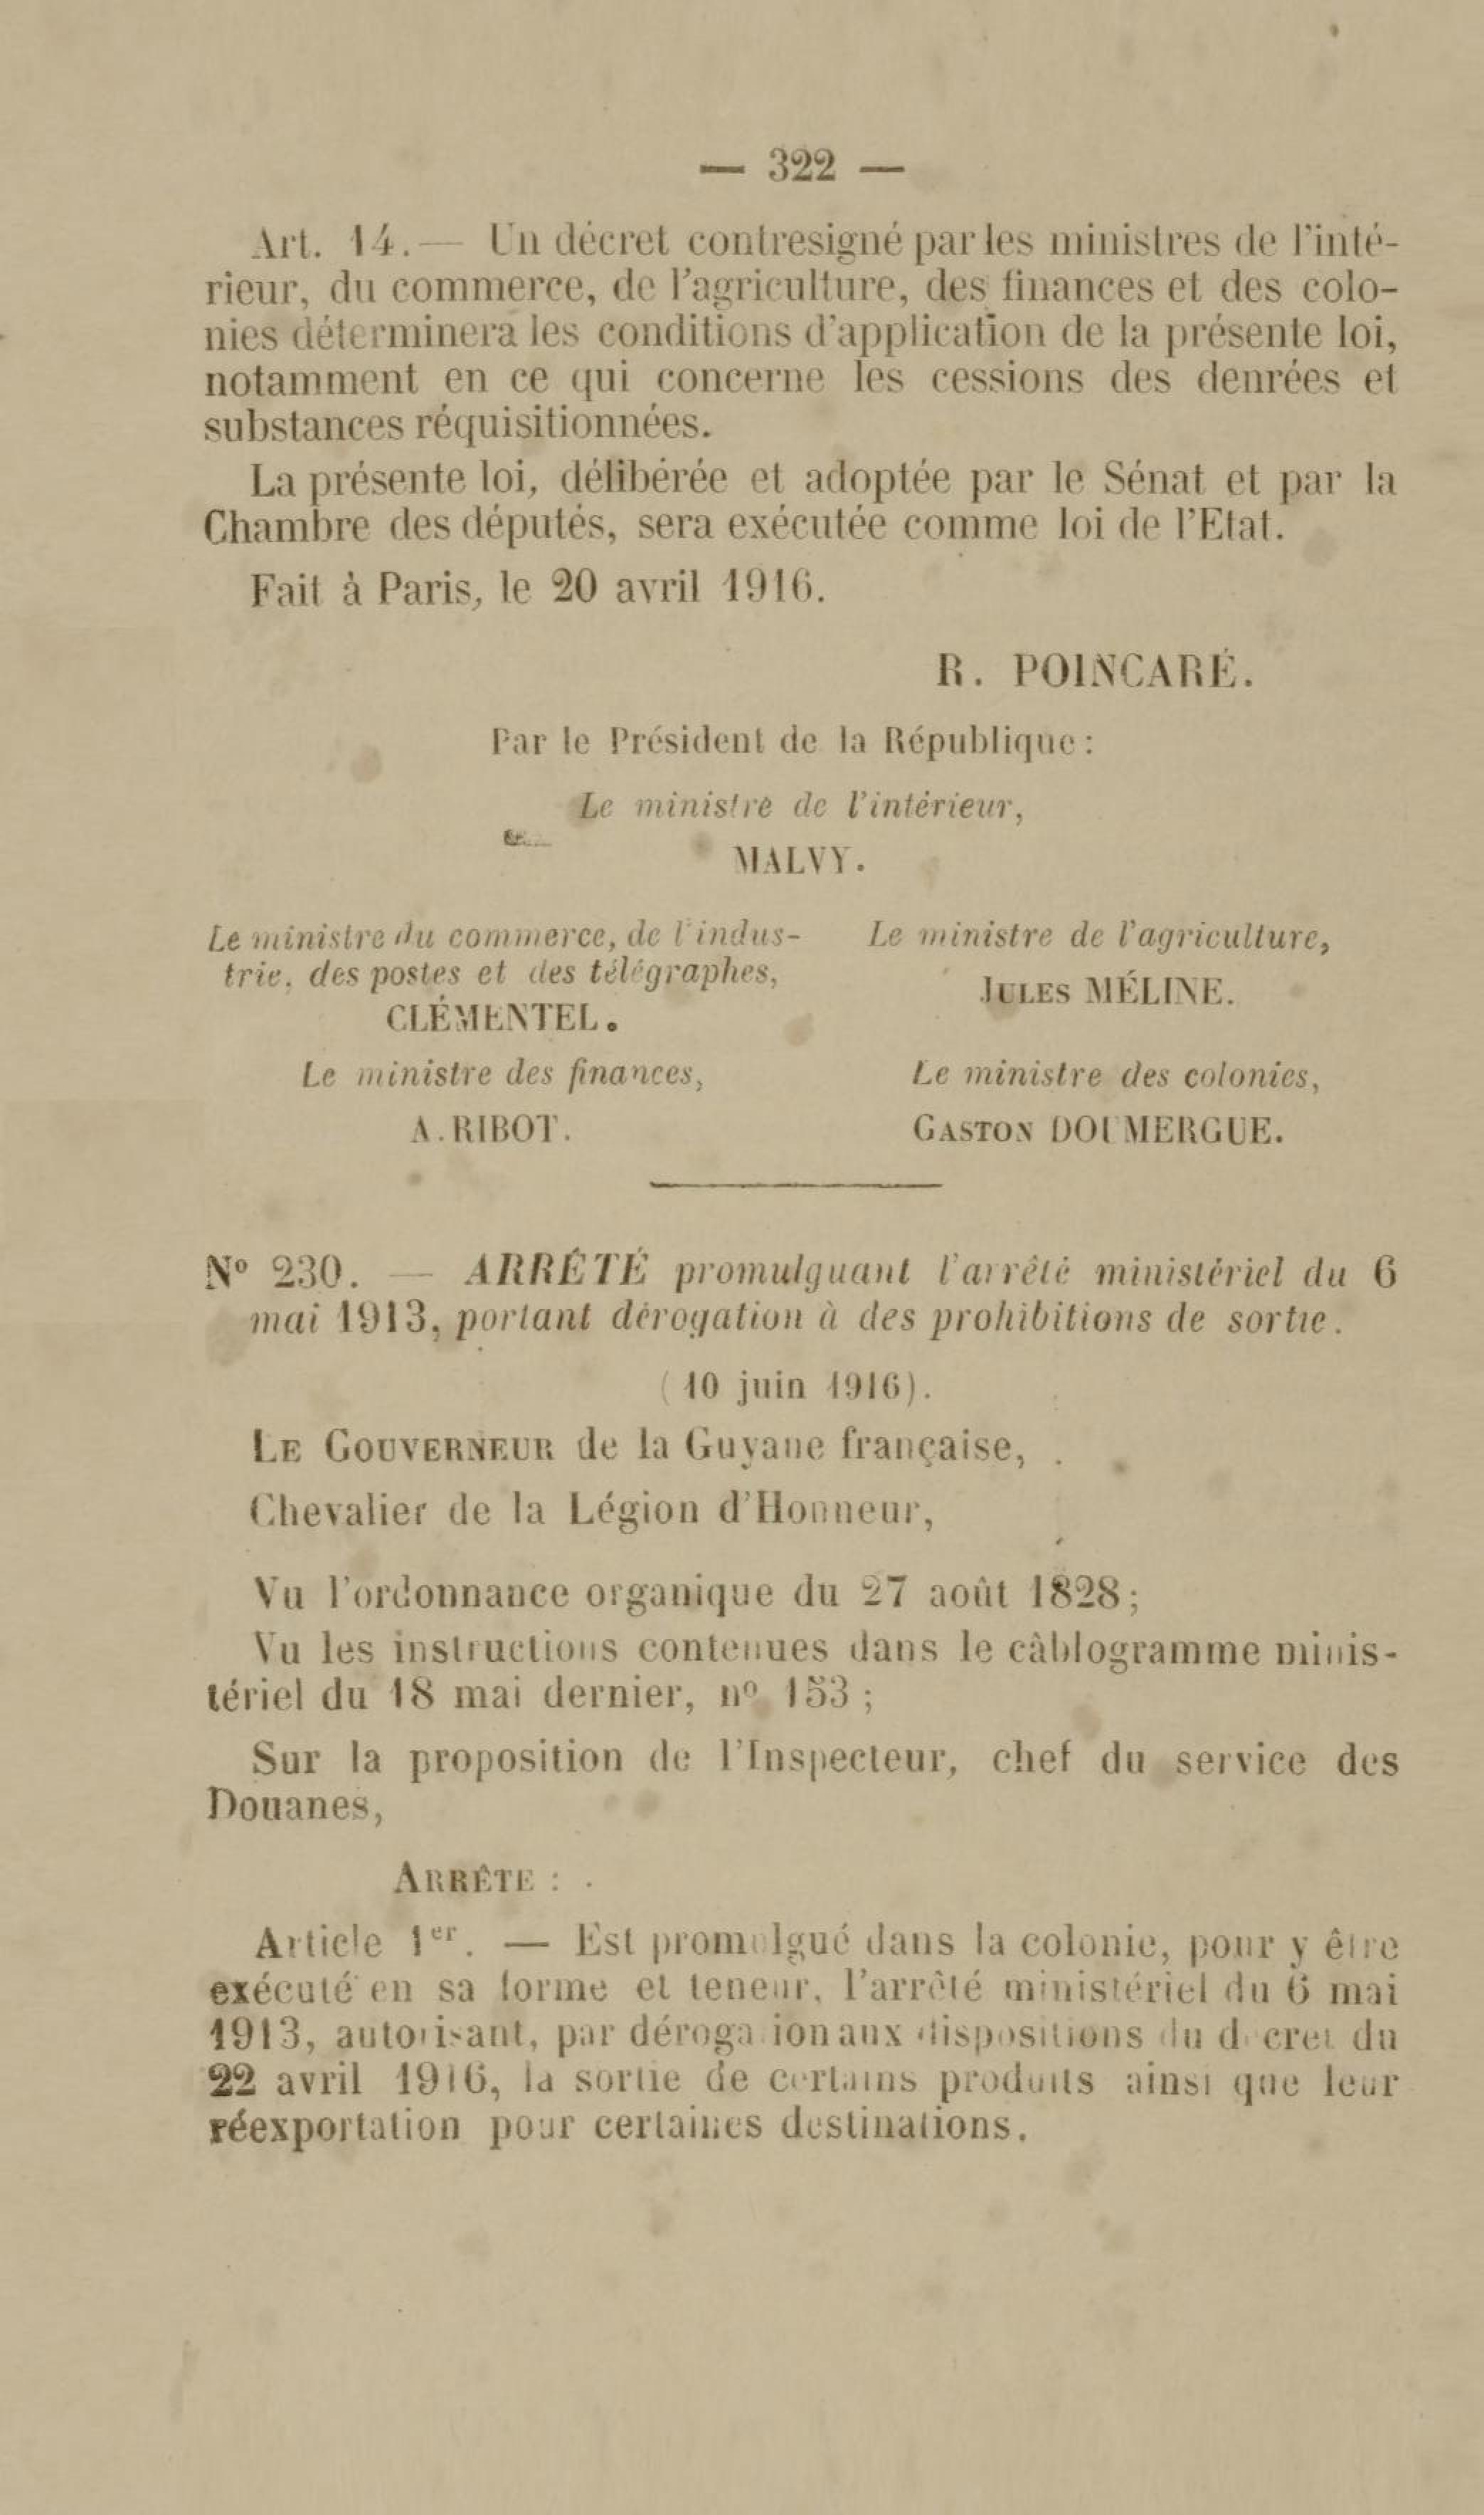 — 322 —
Art. 14. — Un décret contresigné par les ministres de l'inté-
rieur, du commerce, de l'agriculture, des finances et des colo-
nies déterminera les conditions d'application de la présente loi,
notamment en ce qui concerne les cessions des denrées et
substances réquisitionnées.
La présente loi, délibérée et adoptée par le Sénat et par la
Chambre des députés, sera exécutée comme loi de l'Etat.
Fait à Paris, le 20 avril 1916.
R. POINCARÉ.
Par le Président de la République :
Le ministre de l'intérieur,
MALVY.
Le ministre du commerce, de l'indus-
trie, des postes et des télégraphes,
CLÉMENTEL.
Le ministre de l'agriculture,
JULES MÉLINE.
Le ministre des finances,
A. RIBOT.
Le ministre des colonies,
GASTON DOUMERGUE.
N° 230. — ARRÊTÉ promulguant l'arrêté ministériel du 6
mai 1913, portant dérogation à des prohibitions de sortie.
(10 juin 1916).
LE GOUVERNEUR de la Guyane française,
Chevalier de la Légion d'Honneur,
Vu l'ordonnance organique du 27 août 1828;
Vu les instructions contenues dans le câblogramme minis-
tériel du 18 mai dernier, n° 153 ;
Sur la proposition de l'Inspecteur, chef du service des
Douanes,
ARRÊTE :
Article 1er. — Est promulgué dans la colonie, pour y être
exécuté en sa forme et teneur, l'arrêté ministériel du 6 mai
1913, autorisant, par dérogation aux dispositions du décret du
22 avril 1916, la sortie de certains produits ainsi que leur
réexportation pour certaines destinations.